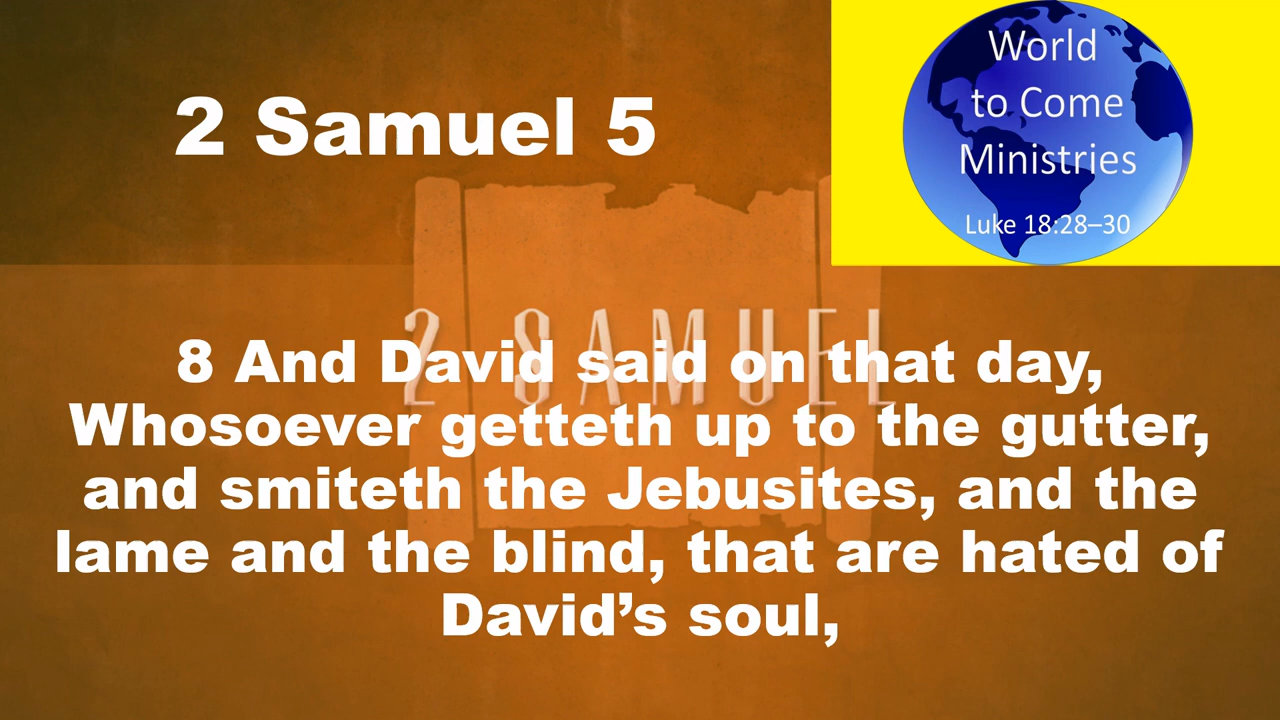 2 Samuel 5
World
to Come
Ministries
Luke 18:28–30
2 SAMUEL
8 And David said on that day,
Whosoever getteth up to the gutter,
and smiteth the Jebusites, and the
lame and the blind, that are hated of
David’s soul,